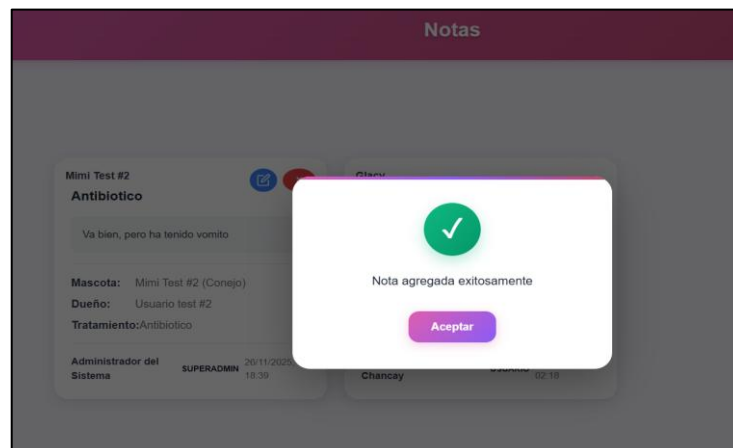 Notas
Mimi Test #2
Antibiotico
Va bien, pero ha tenido vomito
Mascota: Mimi Test #2 (Conejo)
Dueño: Usuario test #2
Tratamiento:Antibiotico
Administrador del
Sistema
SUPERADMIN
20/11/2025,
18:39
Glacy
Nota agregada exitosamente
Aceptar
Chancay
02:18